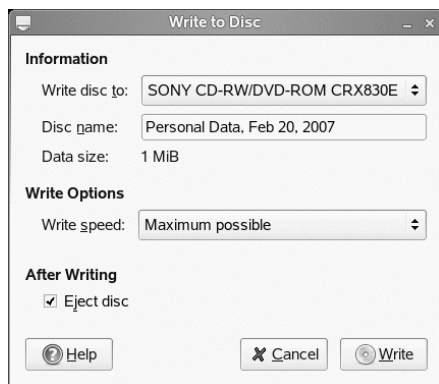 Write to Disc
Information
Write disc to: SONY CD-RW/DVD-ROM CRX830E
Disc name: Personal Data, Feb 20, 2007
Data size: 1 MiB
Write Options
Write speed: Maximum possible
After Writing
Eject disc
Help Cancel Write